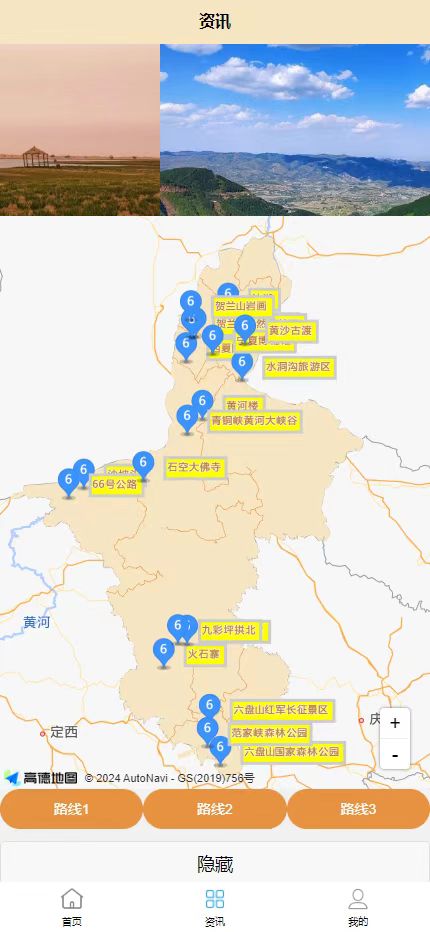 资讯
6
6
贺兰山岩画
6
6
黄沙古渡
6
6
6
水洞沟旅游区
6
黄河楼
6
青铜峡黄河大峡谷
6
石空大佛寺
6
6
66号公路
黄河
6
九彩坪拱北
6
火石寨
6
六盘山红军长征景区
6
范家峡森林公园
6
六盘山国家森林公园
定西
庆
+
-
高德地图 © 2024 AutoNavi - GS(2019)756号
路线1 路线2 路线3
隐藏
首页 资讯 我的